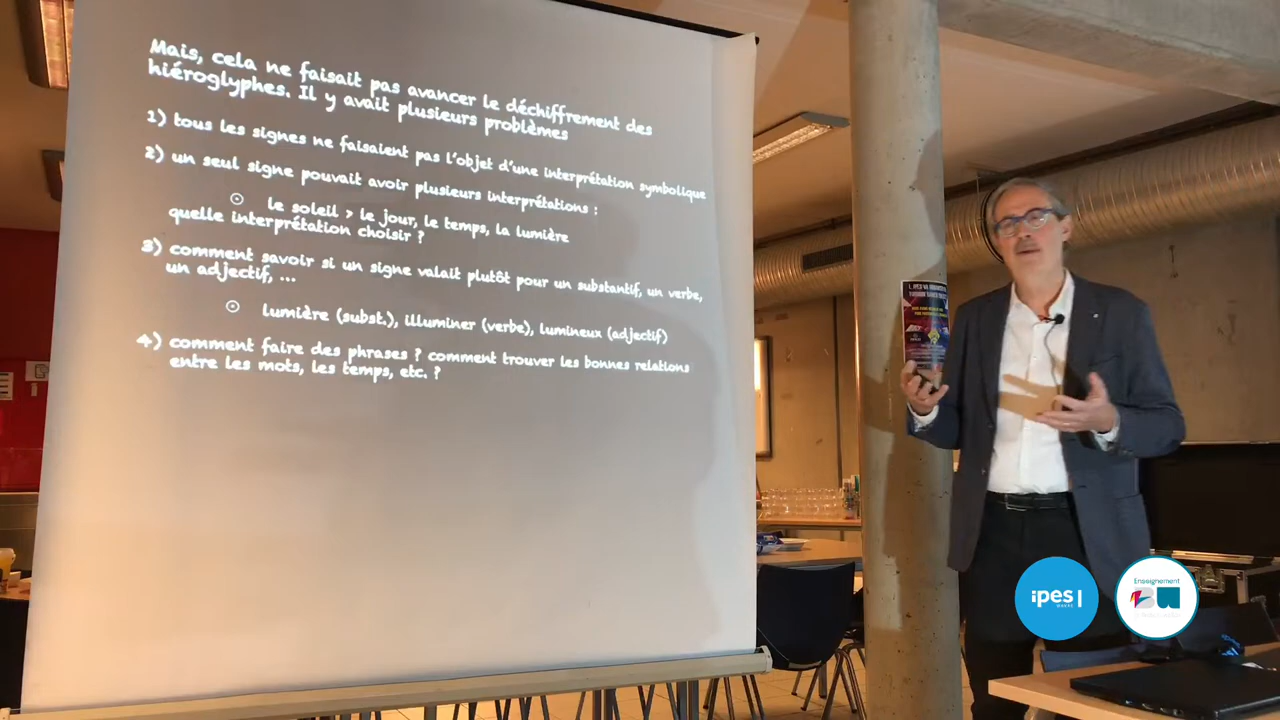 Mais, cela ne faisait pas avancer le déchiffrement des
hiéroglyphes. Il y avait plusieurs problèmes
1) tous les signes ne faisaient pas l'objet d'une interprétation symbolique
2) un seul signe pouvait avoir plusieurs interprétations :
le soleil > le jour, le temps, la lumière
quelle interprétation choisir ?
3) comment savoir si un signe valait plutôt pour un substantif, un verbe,
un adjectif, ...
lumière (subst.), illuminer (verbe), lumineux (adjectif)
4) comment faire des phrases ? comment trouver les bonnes relations
entre les mots, les temps, etc. ?
ipes
Enseignement